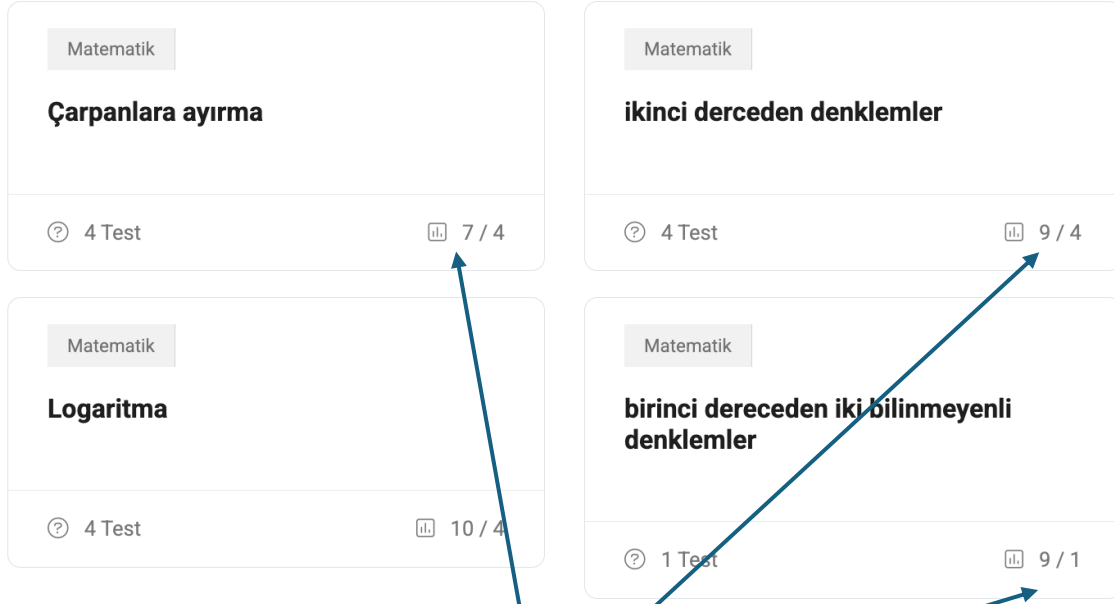 Matematik
Çarpanlara ayırma
4 Test
7 / 4
Matematik
ikinci derceden denklemler
4 Test
9 / 4
Matematik
Logaritma
4 Test
10 / 4
Matematik
birinci dereceden iki bilinmeyenli
denklemler
1 Test
9 / 1